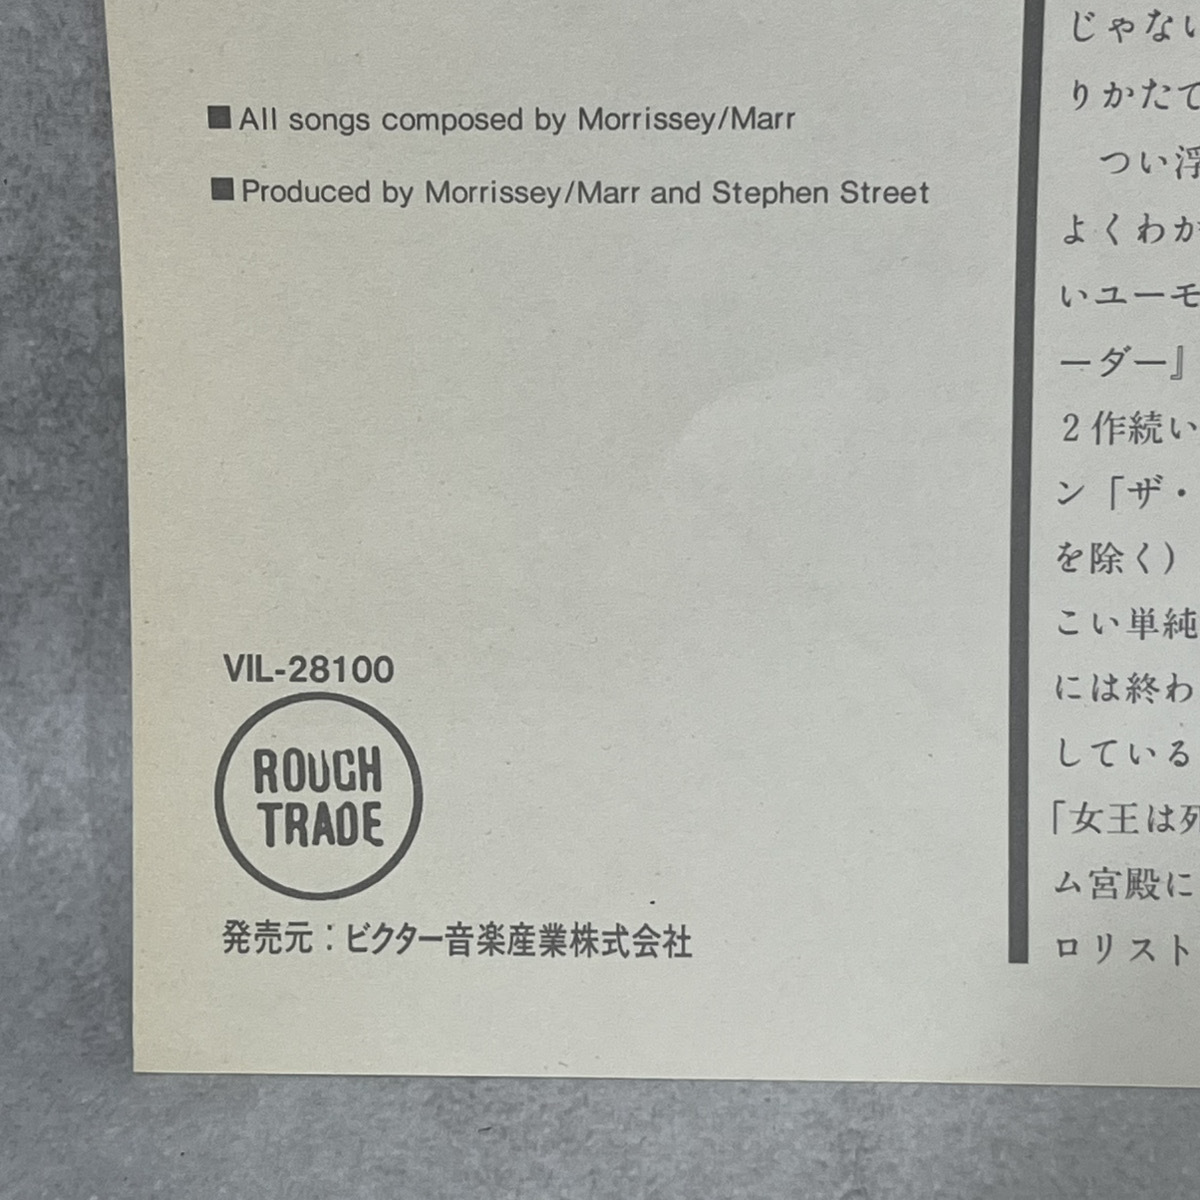 ■All songs composed by Morrissey/Marr
■Produced by Morrissey/Marr and Stephen Street
VIL-28100
ROUGH
TRADE
発売元：ビクター音楽産業株式会社
じゃない
りかたて
つい浮
よくわか
いユーモ
ーダー』
２作続い
ン「ザ・
を除く）
こい単純
には終わ
している
「女王は死
ム宮殿に
ロリスト